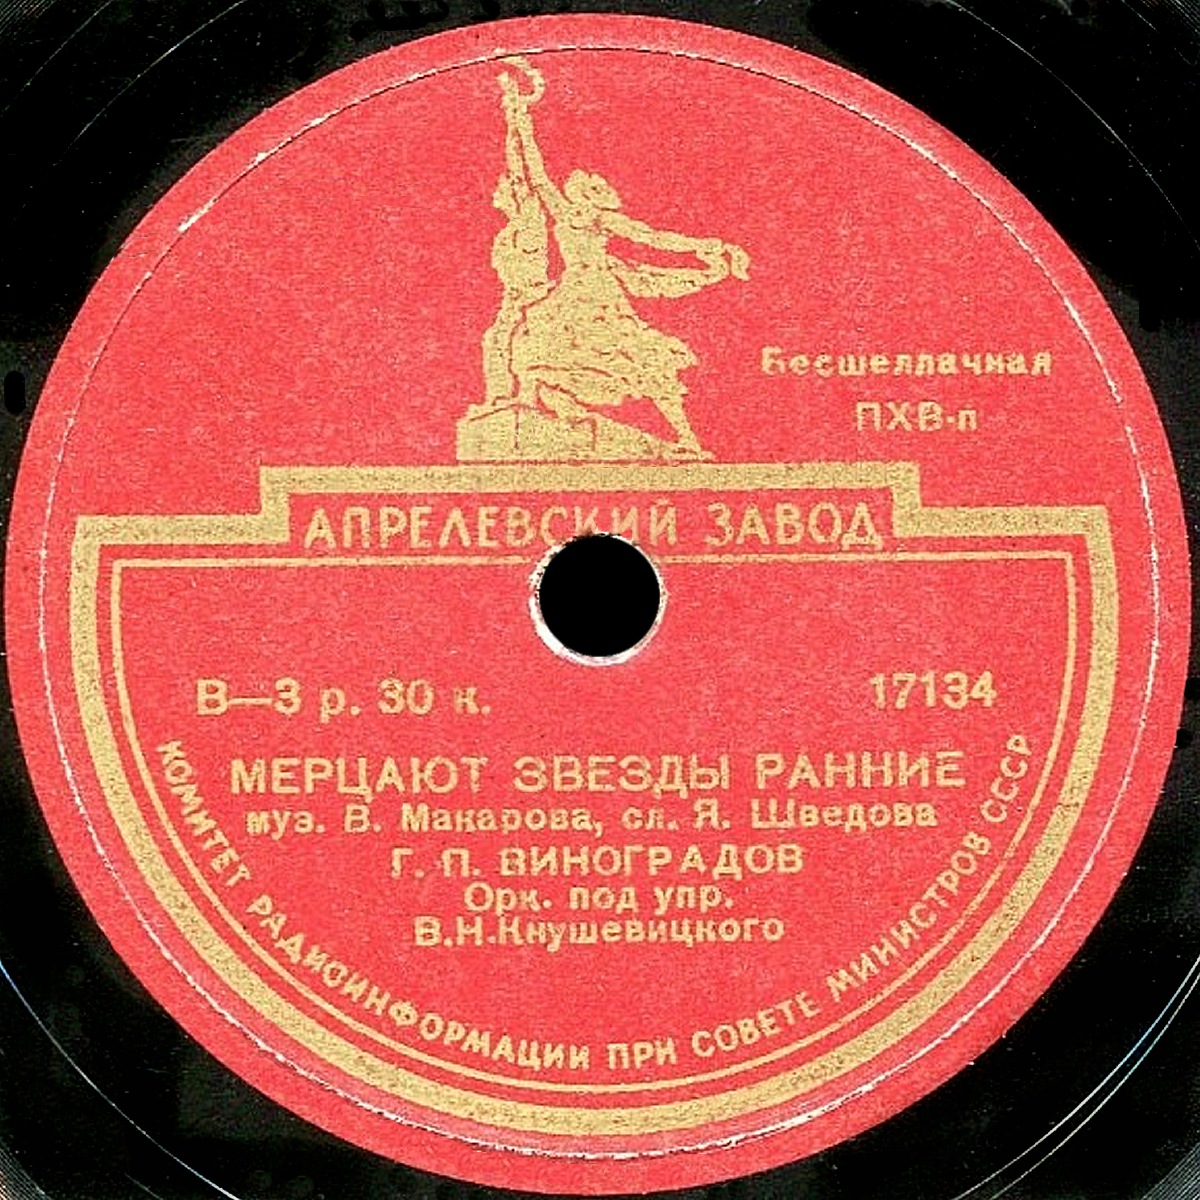 Бесшеллачная
ПХВ-п
АПРЕЛЕВСКИЙ ЗАВОД
В—3 р. 30 к.
17134
МЕРЦАЮТ ЗВЕЗДЫ РАННИЕ
муз. В. Макарова, сл. Я. Шведова
Г. П. ВИНОГРАДОВ
Орк. под упр.
В.Н.Кнушевицкого
КОМИТЕТ РАДИОИНФОРМАЦИИ ПРИ СОВЕТЕ МИНИСТРОВ СССР